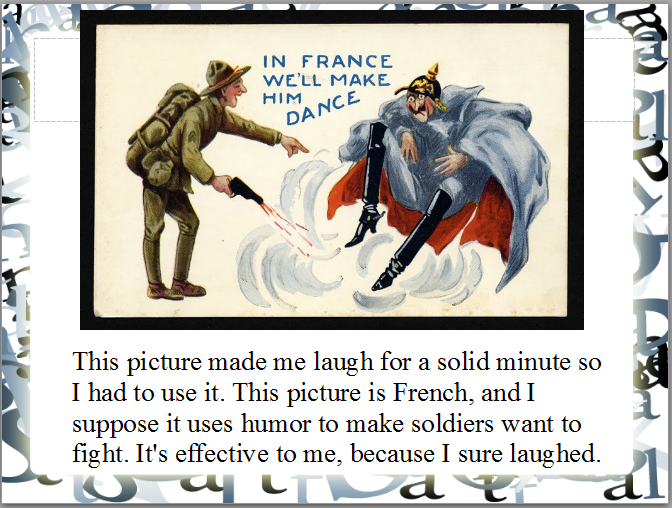 IN FRANCE
WE'LL MAKE
HIM
DANCE
This picture made me laugh for a solid minute so
I had to use it. This picture is French, and I
suppose it uses humor to make soldiers want to
fight. It's effective to me, because I sure laughed.